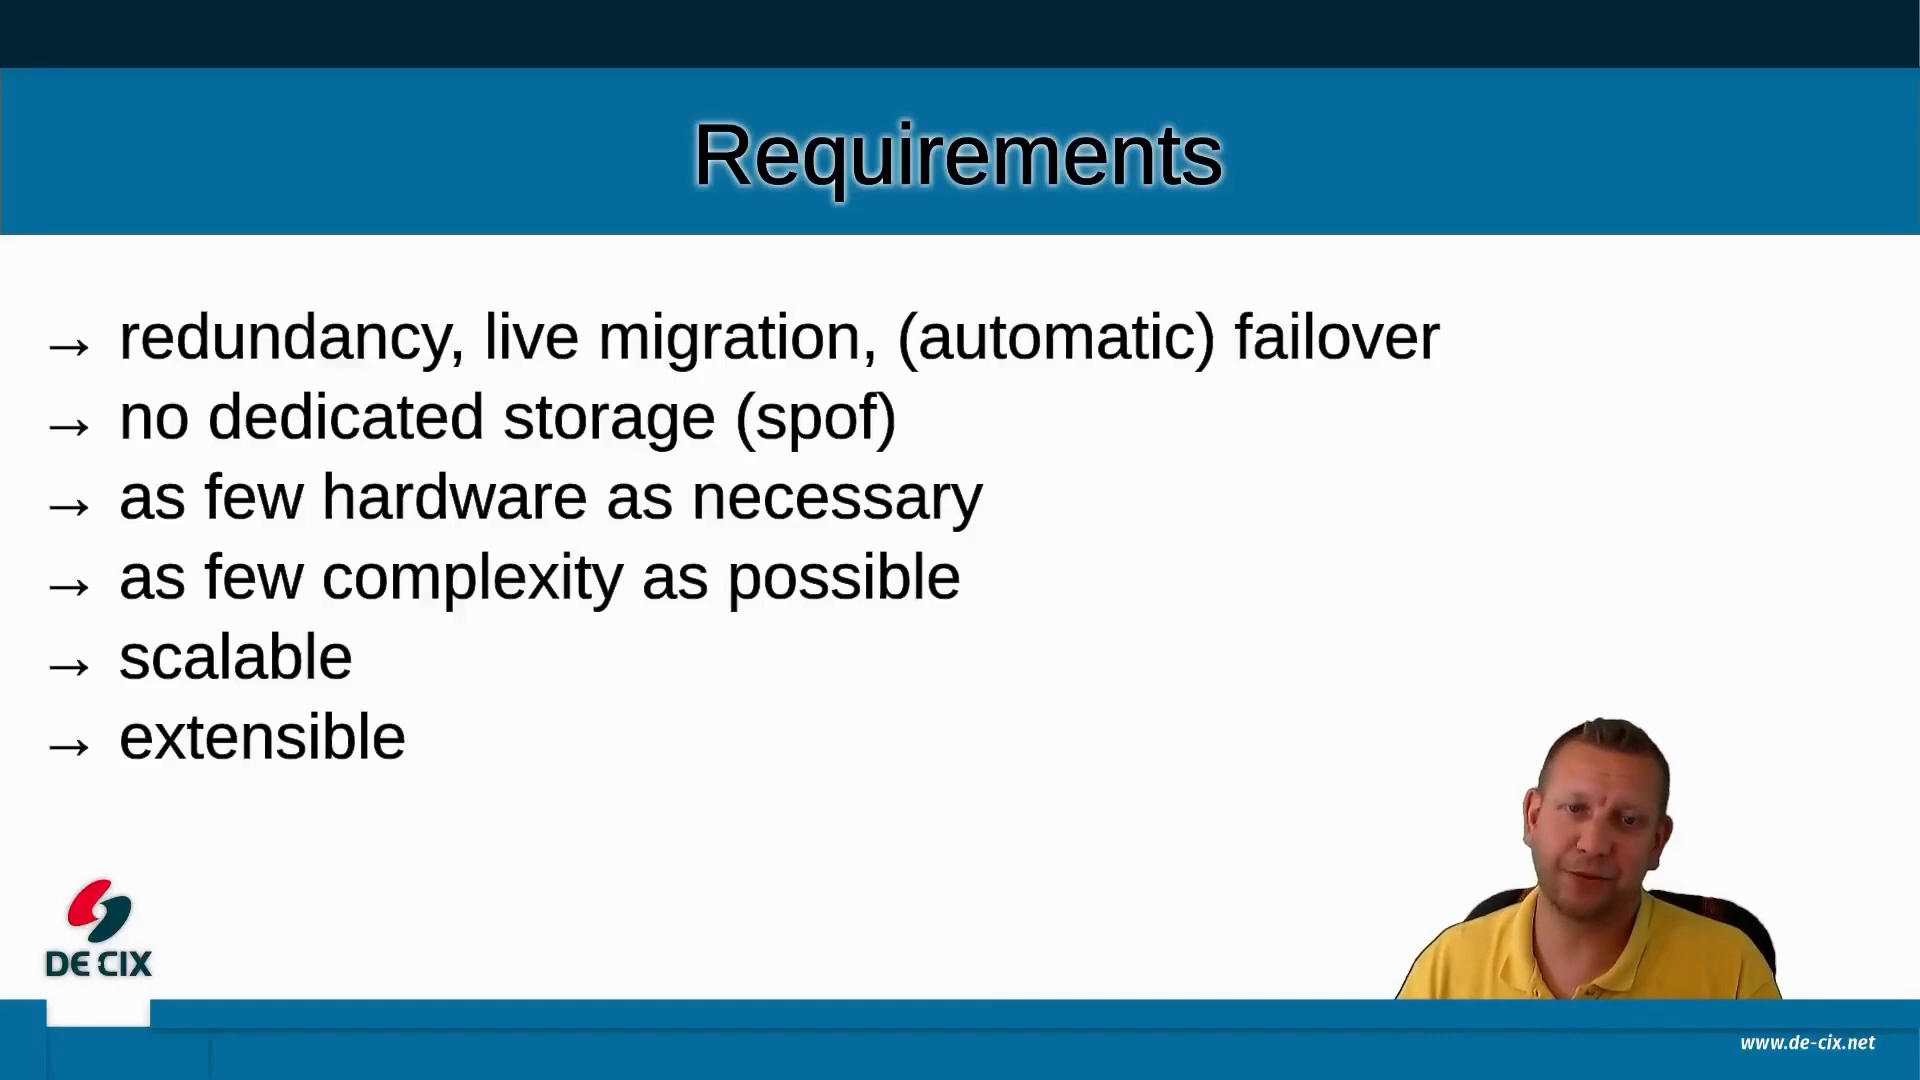 Requirements
→ redundancy, live migration, (automatic) failover
→ no dedicated storage (spof)
→ as few hardware as necessary
→ as few complexity as possible
→ scalable
→ extensible
DE CIX
www.de-cix.net